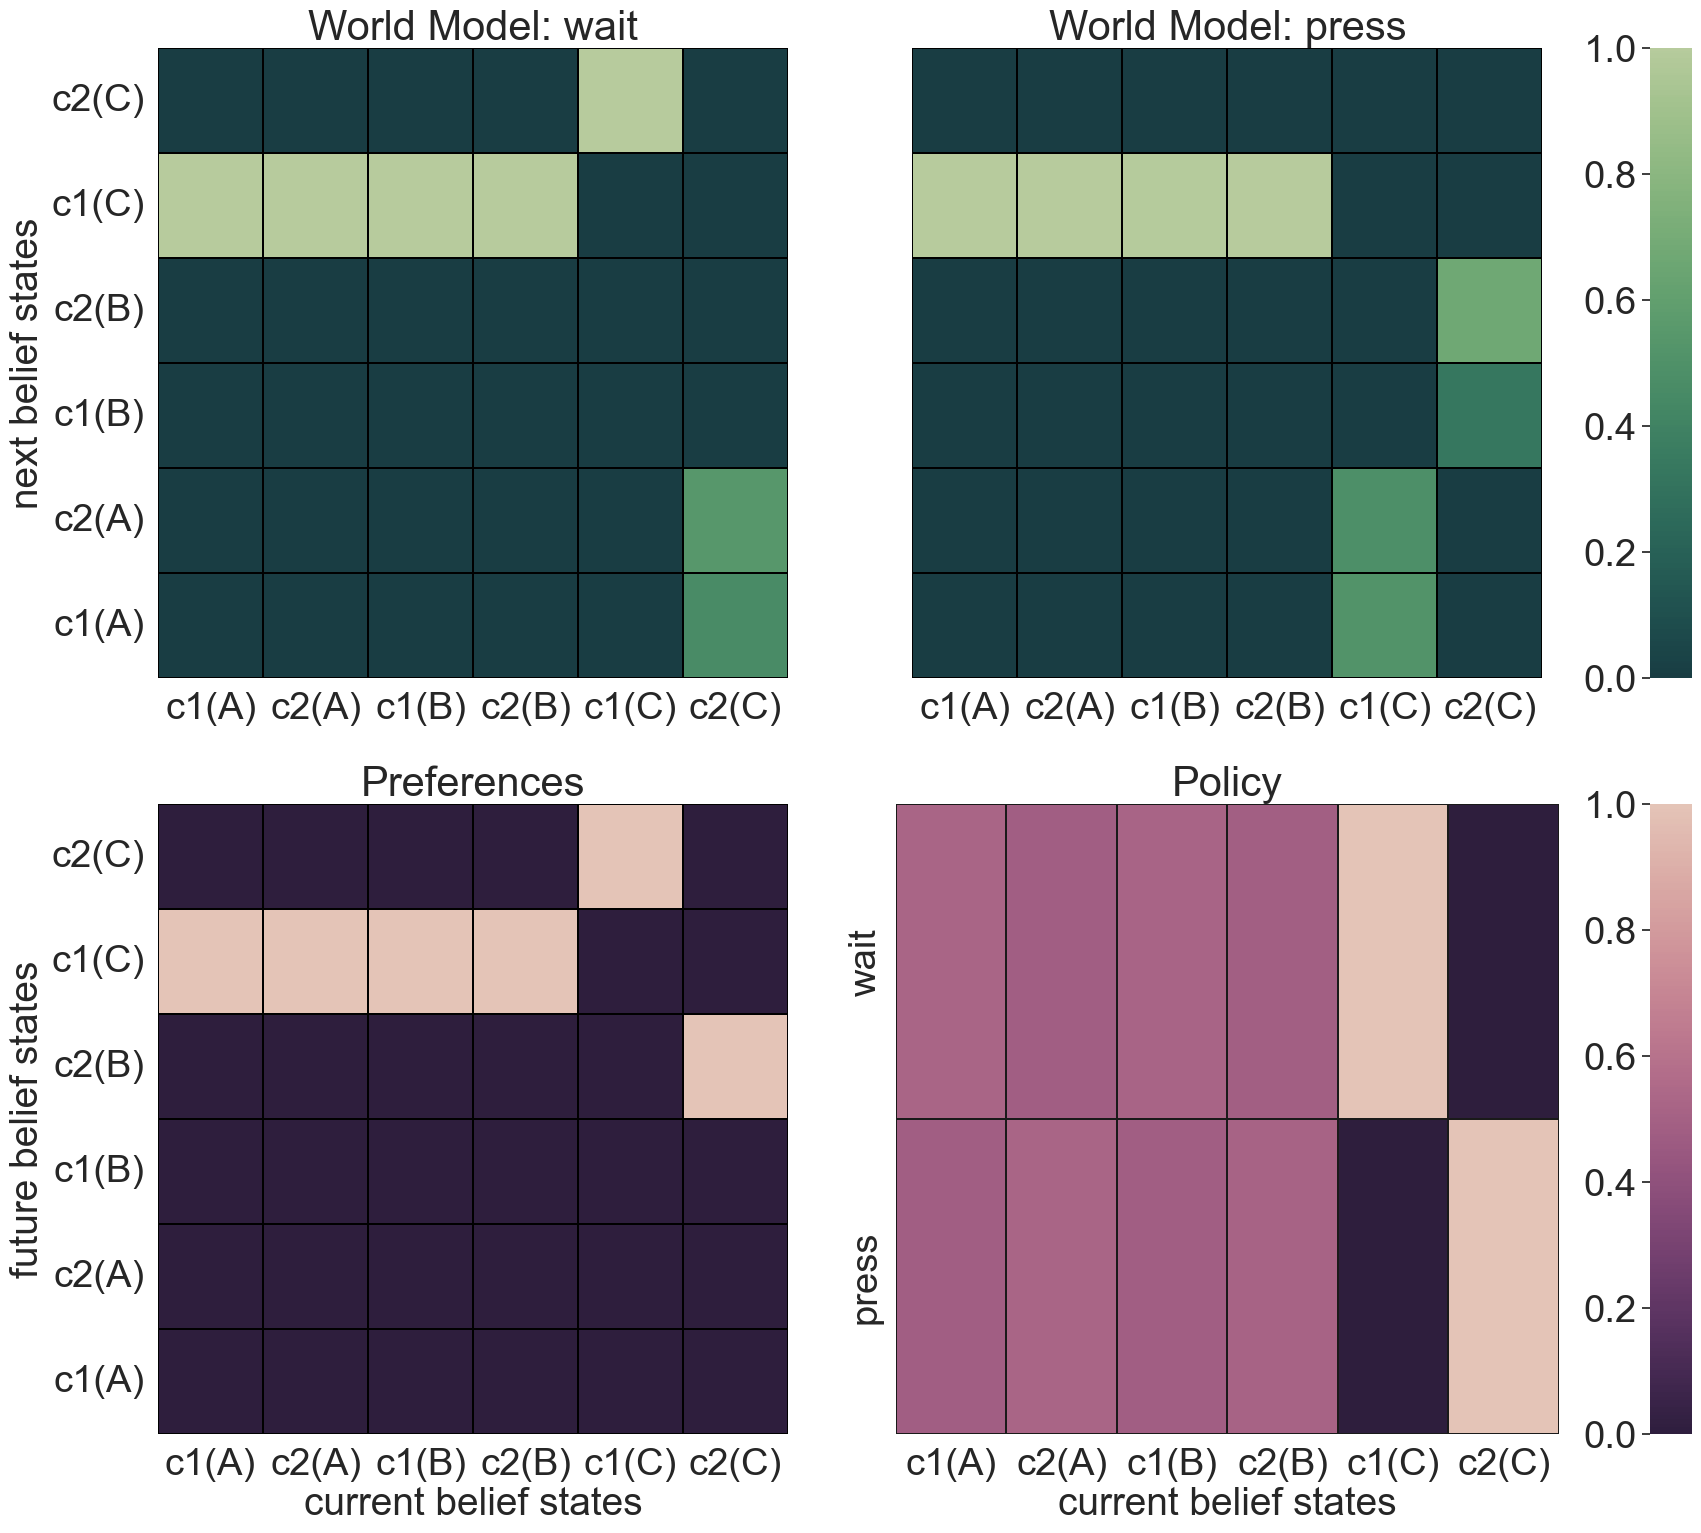 World Model: wait
World Model: press
next belief states
c2(C)
c1(C)
c2(B)
c1(B)
c2(A)
c1(A)
c1(A) c2(A) c1(B) c2(B) c1(C) c2(C)
c1(A) c2(A) c1(B) c2(B) c1(C) c2(C)
1.0
0.8
0.6
0.4
0.2
0.0
Preferences
Policy
future belief states
c2(C)
c1(C)
c2(B)
c1(B)
c2(A)
c1(A)
c1(A) c2(A) c1(B) c2(B) c1(C) c2(C)
current belief states
wait
press
c1(A) c2(A) c1(B) c2(B) c1(C) c2(C)
current belief states
1.0
0.8
0.6
0.4
0.2
0.0